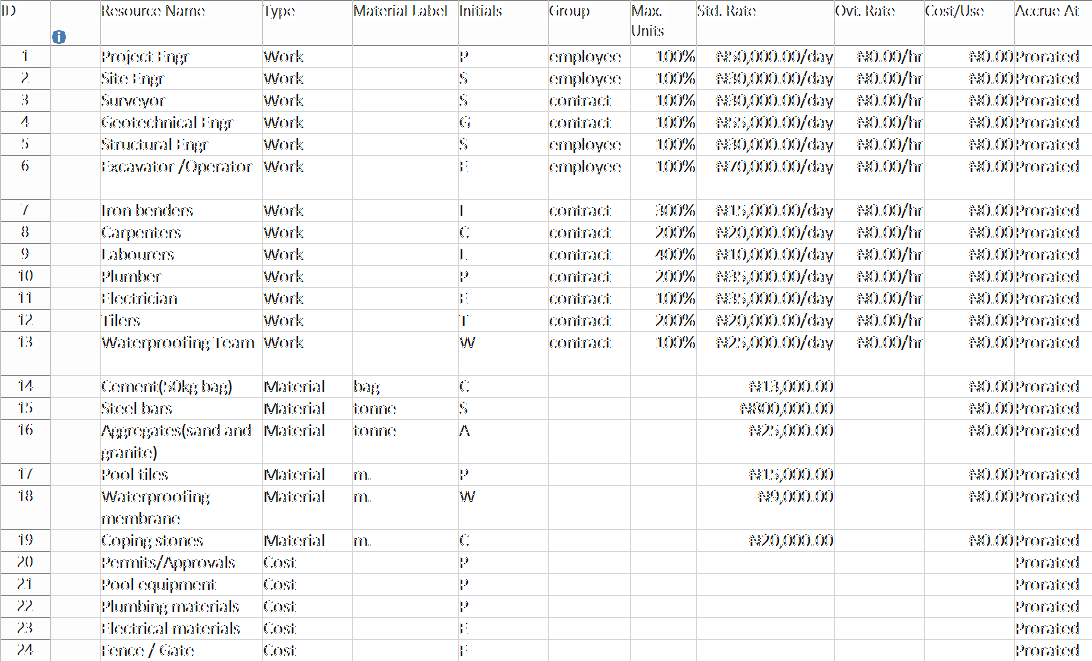 ID Resource Name Type Material Label Initials Group Max. Std. Rate Ovt. Rate Cost/Use Accrue At
Units
1 Project Engr Work P employee 100% ₦50,000.00/day ₦0.00/hr ₦0.00 Prorated
2 Site Engr Work S employee 100% ₦30,000.00/day ₦0.00/hr ₦0.00 Prorated
3 Surveyor Work S contract 100% ₦30,000.00/day ₦0.00/hr ₦0.00 Prorated
4 Geotechnical Engr Work G contract 100% ₦55,000.00/day ₦0.00/hr ₦0.00 Prorated
5 Structural Engr Work S employee 100% ₦30,000.00/day ₦0.00/hr ₦0.00 Prorated
6 Excavator /Operator Work E employee 100% ₦70,000.00/day ₦0.00/hr ₦0.00 Prorated
7 Iron benders Work I contract 300% ₦15,000.00/day ₦0.00/hr ₦0.00 Prorated
8 Carpenters Work C contract 200% ₦20,000.00/day ₦0.00/hr ₦0.00 Prorated
9 Labourers Work L contract 400% ₦10,000.00/day ₦0.00/hr ₦0.00 Prorated
10 Plumber Work P contract 200% ₦35,000.00/day ₦0.00/hr ₦0.00 Prorated
11 Electrician Work E contract 100% ₦35,000.00/day ₦0.00/hr ₦0.00 Prorated
12 Tilers Work T contract 200% ₦20,000.00/day ₦0.00/hr ₦0.00 Prorated
13 Waterproofing Team Work W contract 100% ₦25,000.00/day ₦0.00/hr ₦0.00 Prorated
14 Cement(50kg bag) Material bag C ₦13,000.00 ₦0.00 Prorated
15 Steel bars Material tonne S ₦800,000.00 ₦0.00 Prorated
16 Aggregates(sand and Material tonne A ₦25,000.00 ₦0.00 Prorated
granite)
17 Pool tiles Material m. P ₦15,000.00 ₦0.00 Prorated
18 Waterproofing Material m. W ₦9,000.00 ₦0.00 Prorated
membrane
19 Coping stones Material m. C ₦20,000.00 ₦0.00 Prorated
20 Permits/Approvals Cost P Prorated
21 Pool equipment Cost P Prorated
22 Plumbing materials Cost P Prorated
23 Electrical materials Cost E Prorated
24 Fence / Gate Cost F Prorated